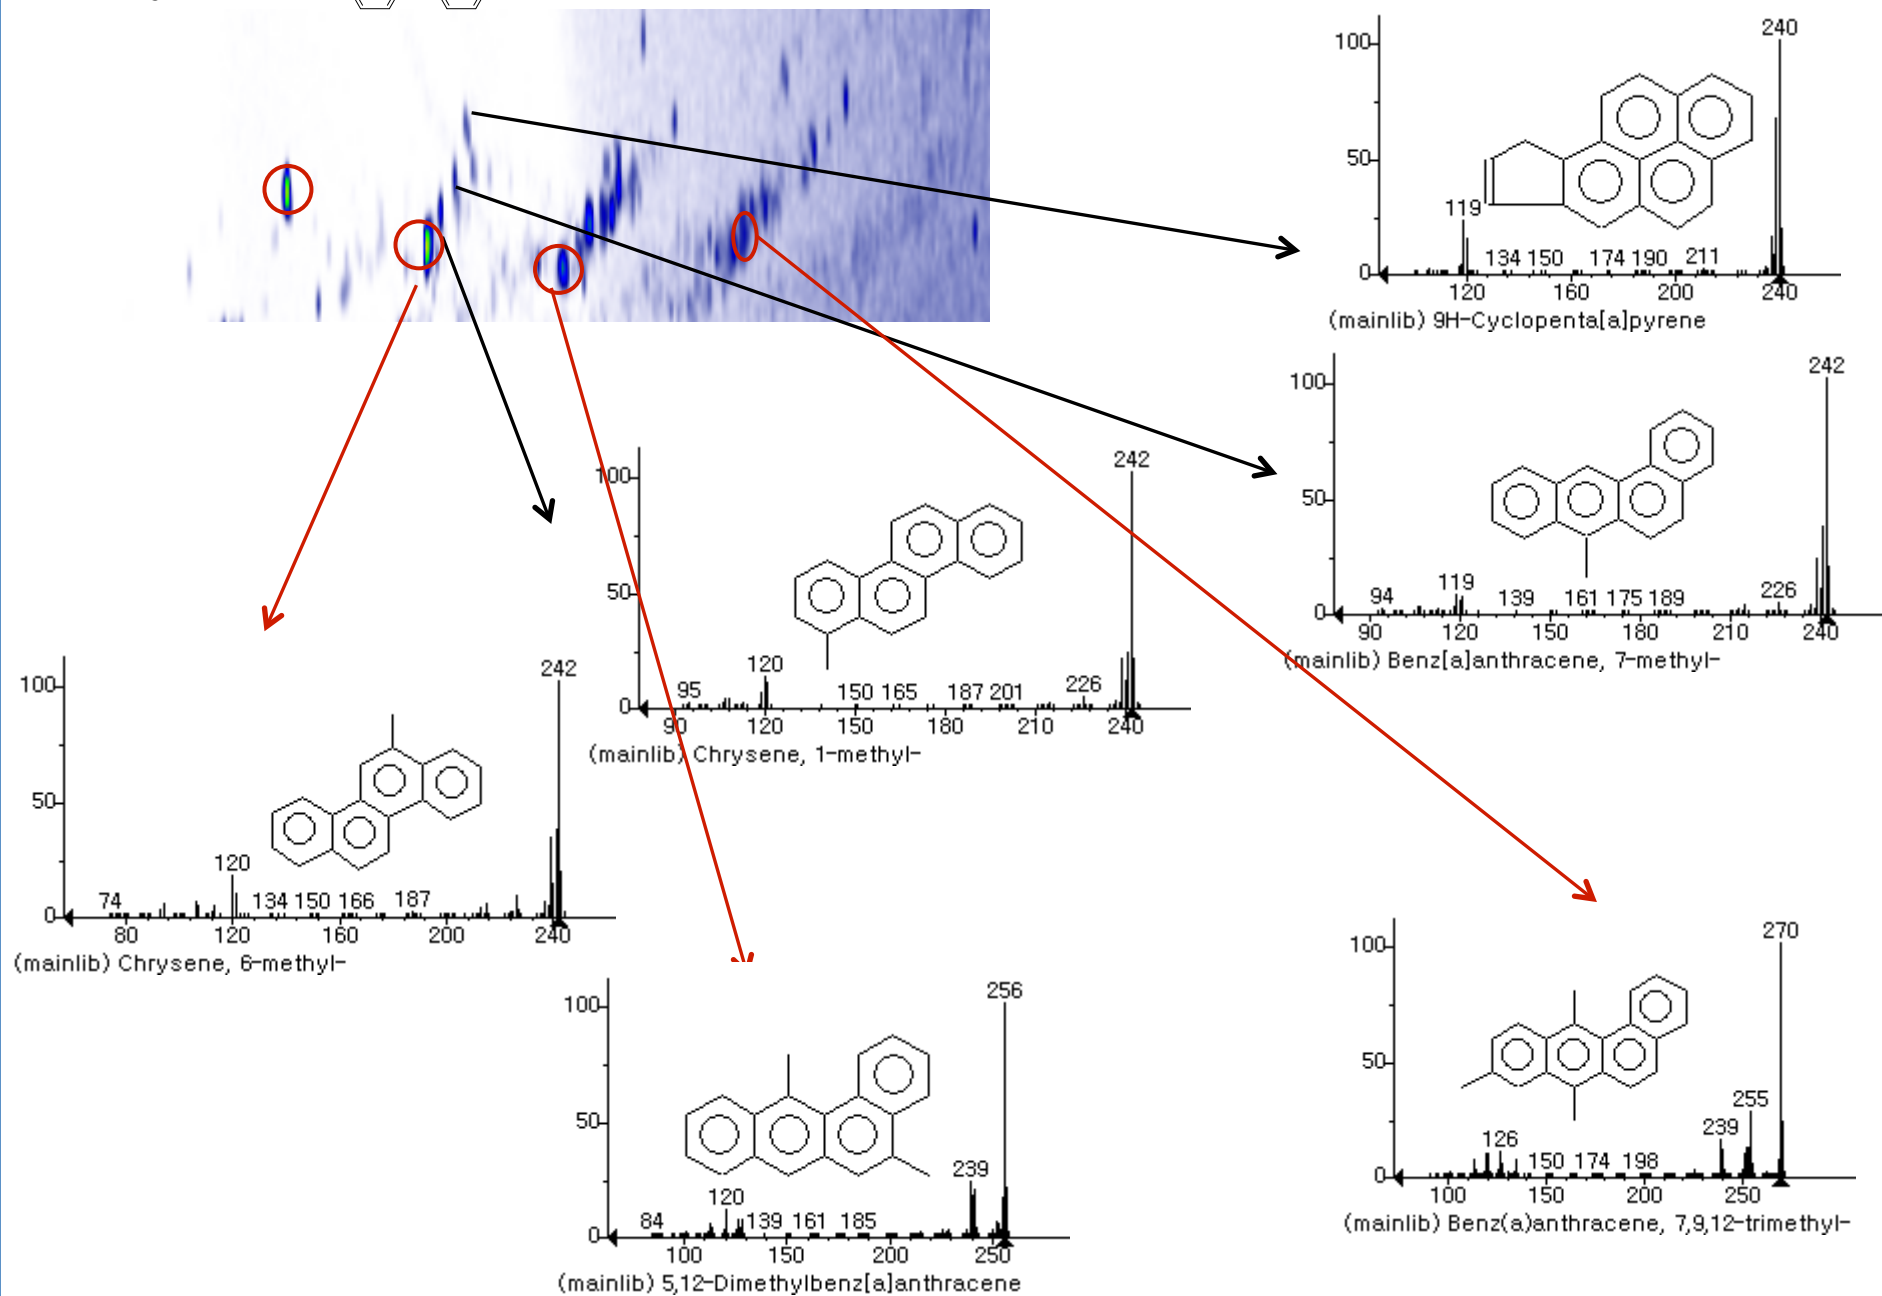 240
100
50
119
134 150 174 190 211
0
120 160 200 240
(mainlib) 9H-Cyclopenta[a]pyrene
242
100
50
94 119 139 161 175 189 226
0
90 120 150 180 210 240
(mainlib) Benz[a]anthracene, 7-methyl-
242
100
50
95 120 150 165 187 201 226
0
90 120 150 180 210 240
(mainlib) Chrysene, 1-methyl-
242
100
50
120
74 134 150 166 187
0
80 120 160 200 240
(mainlib) Chrysene, 6-methyl-
256
100
50
239
120
84 139 161 185
0
100 150 200 250
(mainlib) 5,12-Dimethylbenz[a]anthracene
270
100
50
255
239
126
150 174 198
0
100 150 200 250
(mainlib) Benz(a)anthracene, 7,9,12-trimethyl-